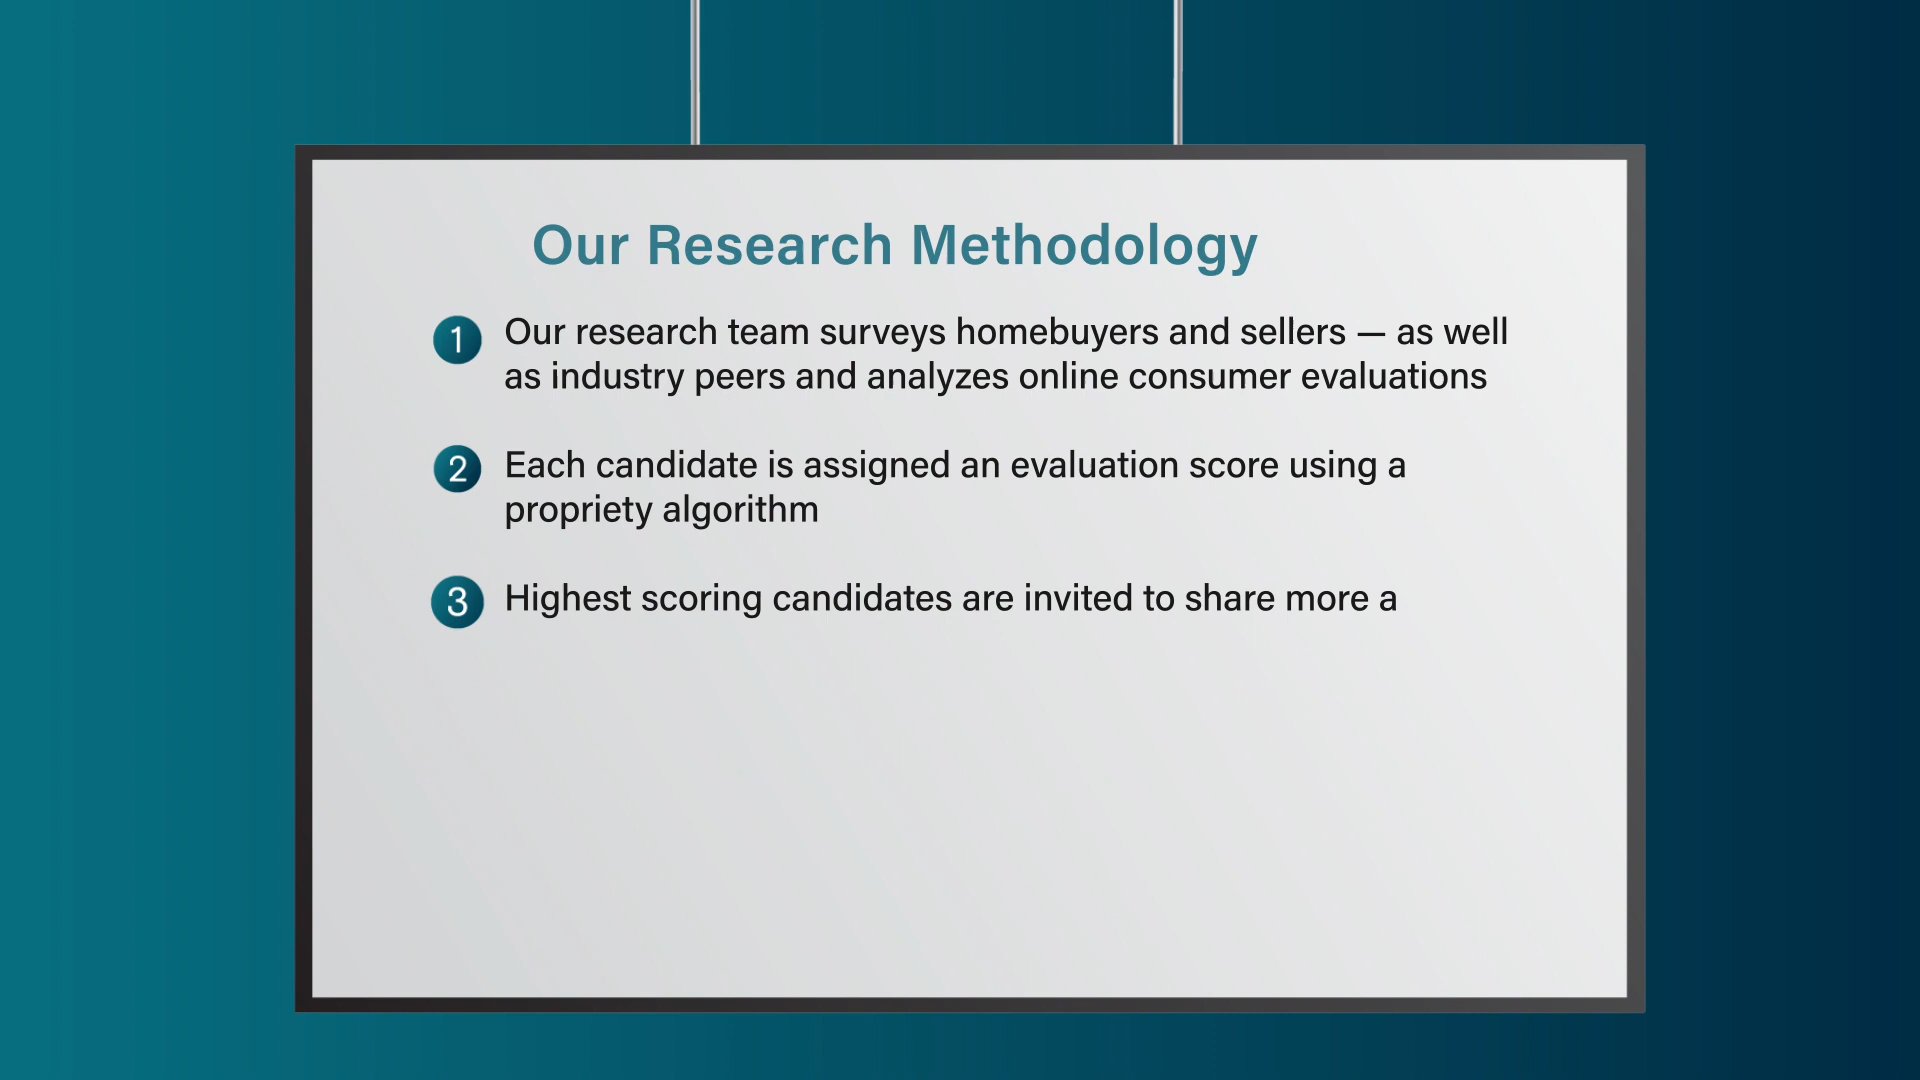 Our Research Methodology
1 Our research team surveys homebuyers and sellers — as well
as industry peers and analyzes online consumer evaluations
2 Each candidate is assigned an evaluation score using a
propriety algorithm
3 Highest scoring candidates are invited to share more a